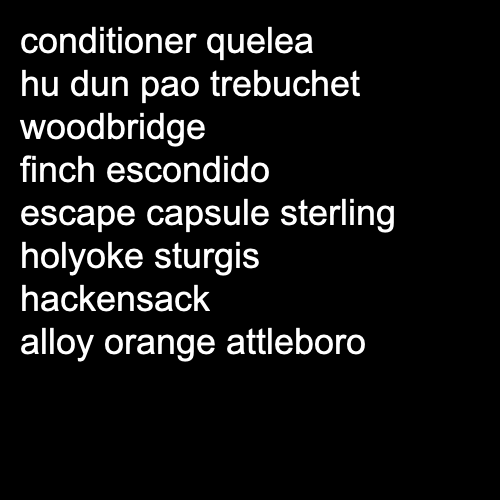 conditioner quelea
hu dun pao trebuchet
woodbridge
finch escondido
escape capsule sterling
holyoke sturgis
hackensack
alloy orange attleboro